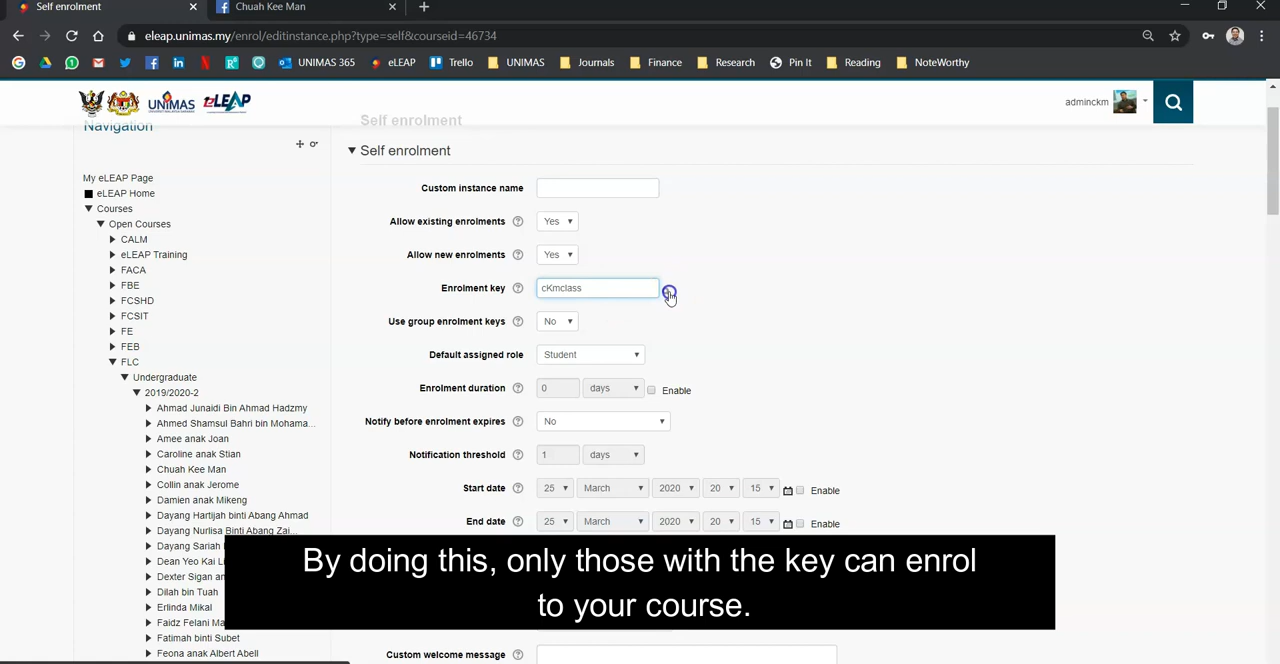 Self enrolment
Chuah Kee Man
eleap.unimas.my/enrol/editinstance.php?type=self&courseid=46734
UNIMAS 365
eLEAP
Trello
UNIMAS
Journals
Finance
Research
Pin It
Reading
NoteWorthy
UNIMAS
eLEAP
adminckm
Navigation
My eLEAP Page
eLEAP Home
Courses
Open Courses
CALM
eLEAP Training
FACA
FBE
FCSHD
FCSIT
FE
FEB
FLC
Undergraduate
2019/2020-2
Ahmad Junaidi Bin Ahmad Hadzmy
Ahmed Shamsul Bahri bin Mohama...
Amee anak Joan
Caroline anak Stian
Chuah Kee Man
Collin anak Jerome
Damien anak Mikeng
Dayang Hartijah binti Abang Ahmad
Dayang Nurlisa Binti Abang Zai...
Dayang Sariah
Dean Yeo Kai L
Dexter Sigan an
Dilah bin Tuah
Erlinda Mikal
Faidz Felani Ma
Fatimah binti Subet
Feona anak Albert Abell
Self enrolment
Self enrolment
Custom instance name
Allow existing enrolments Yes
Allow new enrolments Yes
Enrolment key cKmclass
Use group enrolment keys No
Default assigned role Student
Enrolment duration 0 days Enable
Notify before enrolment expires No
Notification threshold 1 days
Start date 25 March 2020 20 15 Enable
End date 25 March 2020 20 15 Enable
By doing this, only those with the key can enrol
to your course.
Custom welcome message